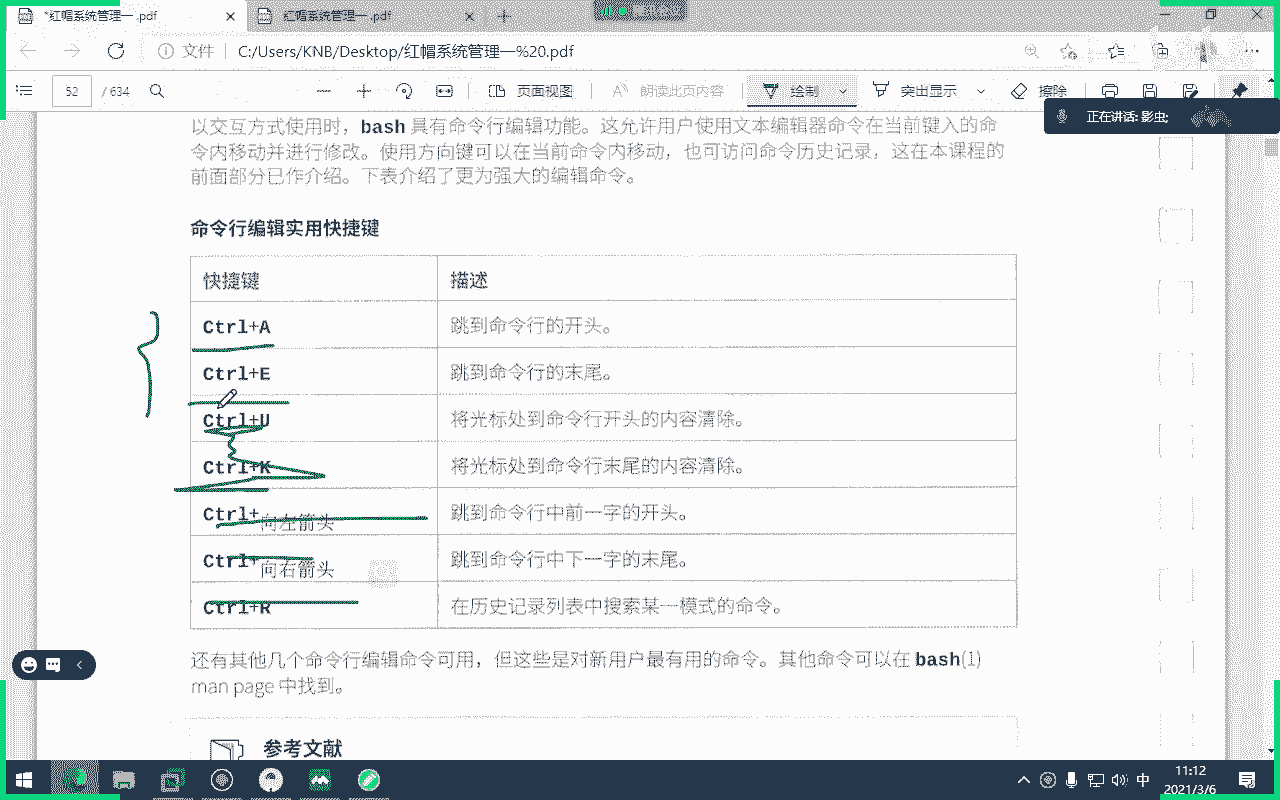 *红帽系统管理一 .pdf
红帽系统管理一 .pdf
文件 C:/Users/KNB/Desktop/红帽系统管理一%20.pdf
52 / 634 页面视图 朗读此页内容 绘制 突出显示 擦除
正在讲话: 影虫;
以交互方式使用时，bash 具有命令行编辑功能。这允许用户使用文本编辑器命令在当前键入的命
令内移动并进行修改。使用方向键可以在当前命令内移动，也可访问命令历史记录，这在本课程的
前面部分已作介绍。下表介绍了更为强大的编辑命令。
命令行编辑实用快捷键
快捷键 描述
Ctrl+A 跳到命令行的开头。
Ctrl+E 跳到命令行的末尾。
Ctrl+U 将光标处到命令行开头的内容清除。
Ctrl+K 将光标处到命令行末尾的内容清除。
Ctrl+向左箭头 跳到命令行中前一字的开头。
Ctrl+向右箭头 跳到命令行中下一字的末尾。
Ctrl+R 在历史记录列表中搜索某一模式的命令。
还有其他几个命令行编辑命令可用，但这些是对新用户最有用的命令。其他命令可以在 bash(1)
man page 中找到。
参考文献
中
11:12
2021/3/6